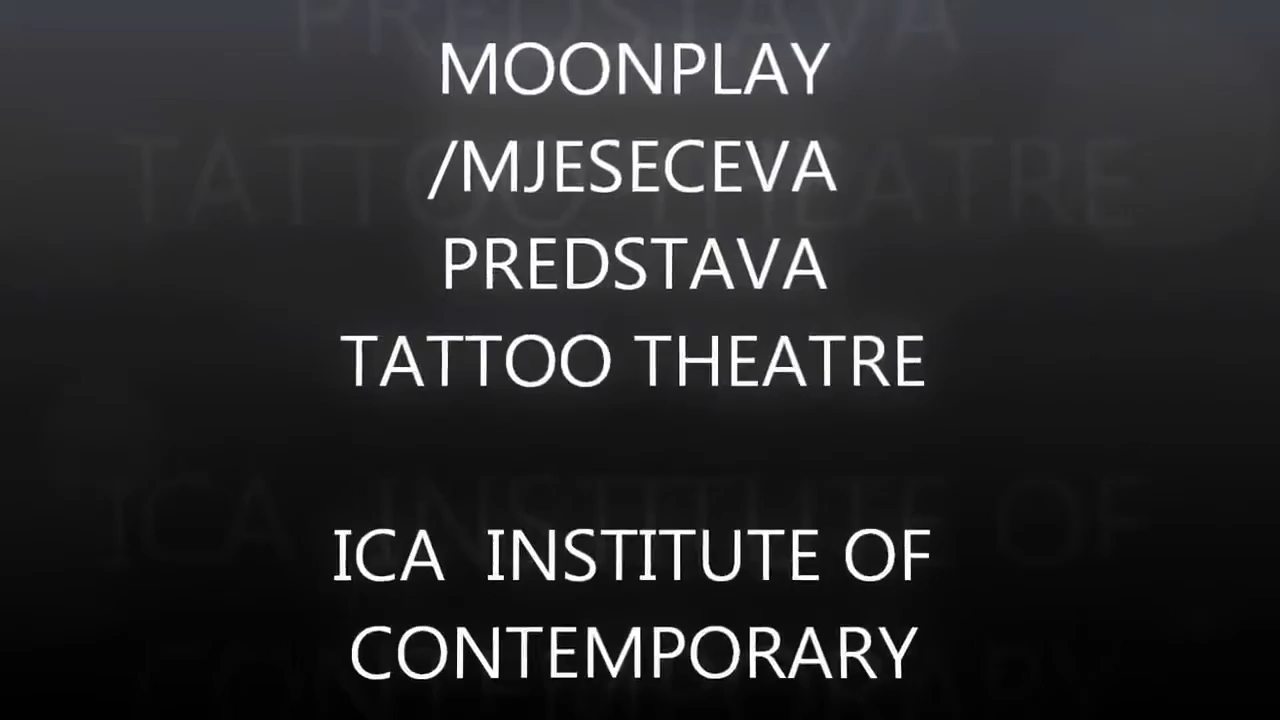 MOONPLAY
/MJESECEVA
PREDSTAVA
TATTOO THEATRE
ICA  INSTITUTE OF
CONTEMPORARY